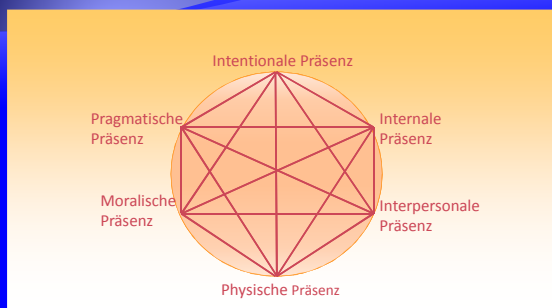 Intentionale Präsenz
Pragmatische
Präsenz
Internale
Präsenz
Moralische
Präsenz
Interpersonale
Präsenz
Physische Präsenz